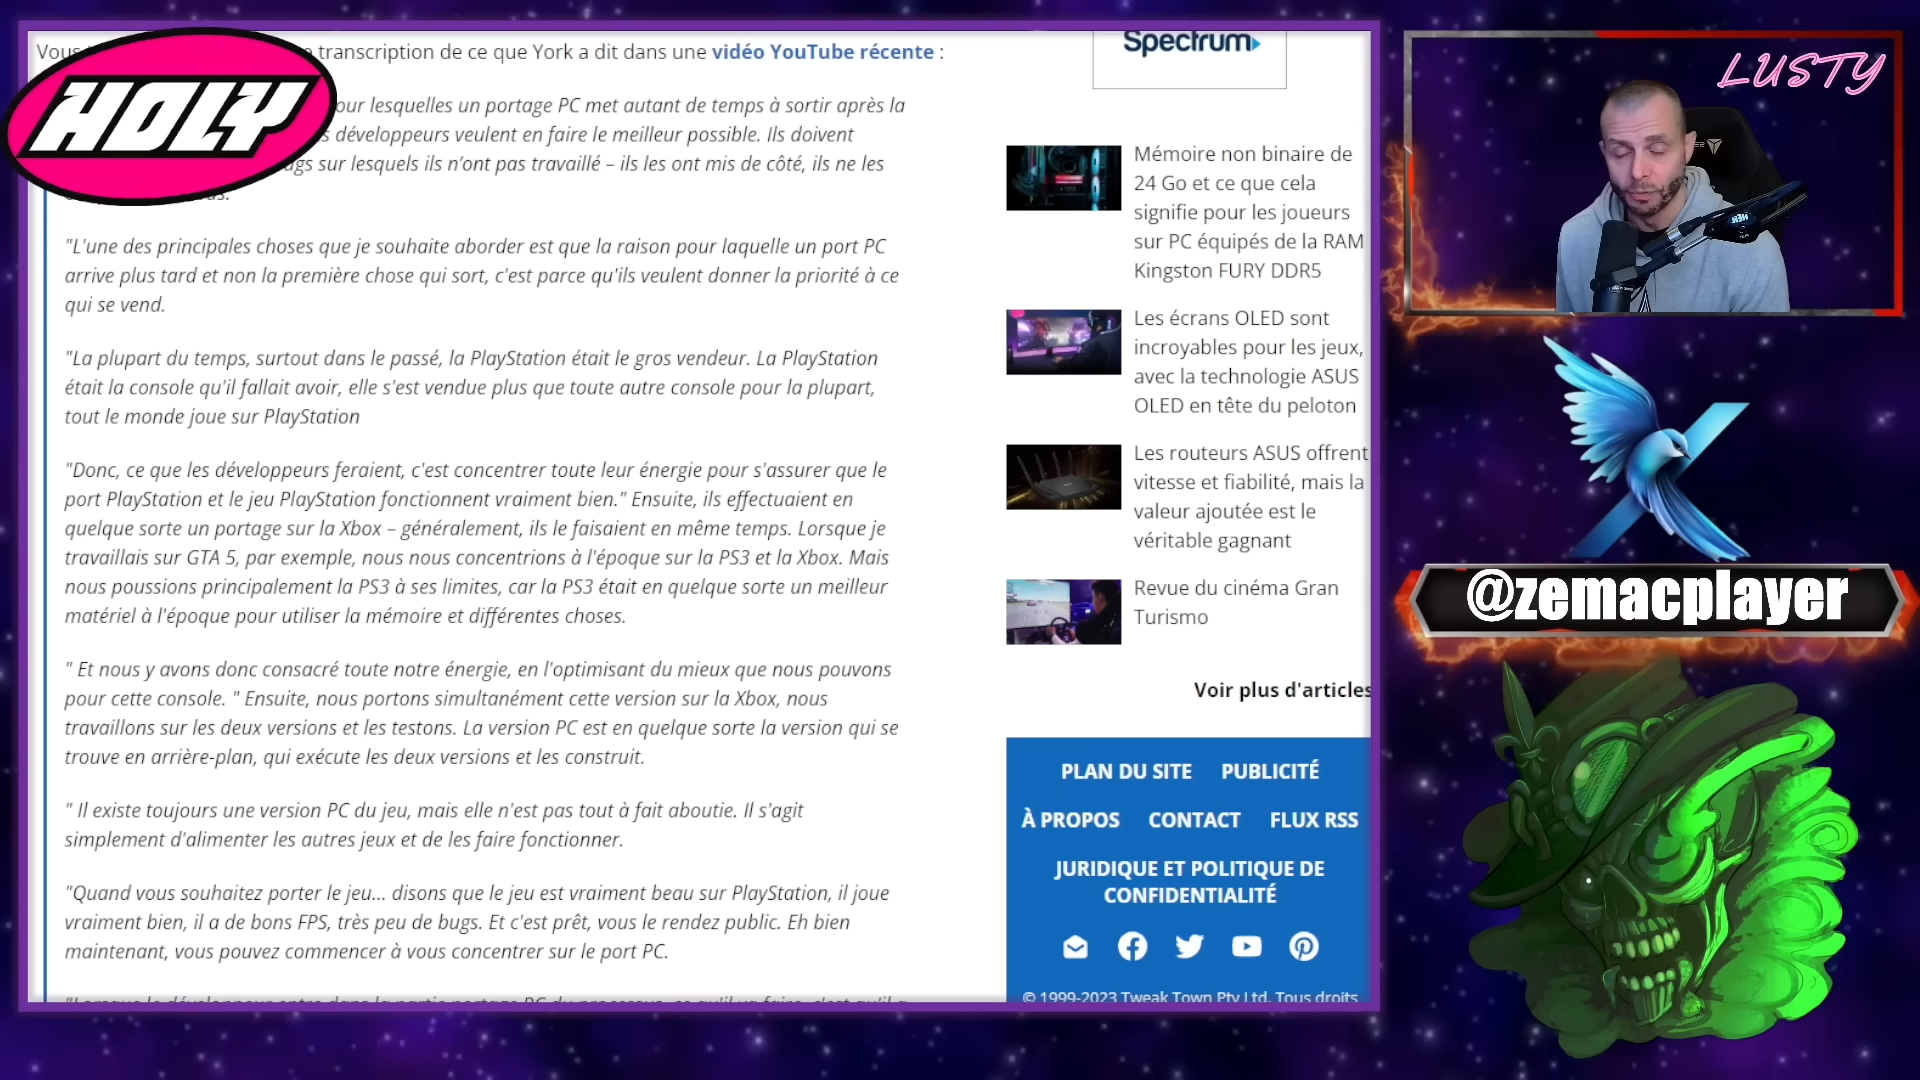 Vous
transcription de ce que York a dit dans une vidéo YouTube récente :
HOLY
our lesquelles un portage PC met autant de temps à sortir après la
développeurs veulent en faire le meilleur possible. Ils doivent
gs sur lesquels ils n'ont pas travaillé – ils les ont mis de côté, ils ne les
"L'une des principales choses que je souhaite aborder est que la raison pour laquelle un port PC
arrive plus tard et non la première chose qui sort, c'est parce qu'ils veulent donner la priorité à ce
qui se vend.
"La plupart du temps, surtout dans le passé, la PlayStation était le gros vendeur. La PlayStation
était la console qu'il fallait avoir, elle s'est vendue plus que toute autre console pour la plupart,
tout le monde joue sur PlayStation
"Donc, ce que les développeurs feraient, c'est concentrer toute leur énergie pour s'assurer que le
port PlayStation et le jeu PlayStation fonctionnent vraiment bien." Ensuite, ils effectuaient en
quelque sorte un portage sur la Xbox – généralement, ils le faisaient en même temps. Lorsque je
travaillais sur GTA 5, par exemple, nous nous concentrions à l'époque sur la PS3 et la Xbox. Mais
nous poussions principalement la PS3 à ses limites, car la PS3 était en quelque sorte un meilleur
matériel à l'époque pour utiliser la mémoire et différentes choses.
" Et nous y avons donc consacré toute notre énergie, en l'optimisant du mieux que nous pouvons
pour cette console. " Ensuite, nous portons simultanément cette version sur la Xbox, nous
travaillons sur les deux versions et les testons. La version PC est en quelque sorte la version qui se
trouve en arrière-plan, qui exécute les deux versions et les construit.
" Il existe toujours une version PC du jeu, mais elle n'est pas tout à fait aboutie. Il s'agit
simplement d'alimenter les autres jeux et de les faire fonctionner.
"Quand vous souhaitez porter le jeu... disons que le jeu est vraiment beau sur PlayStation, il joue
vraiment bien, il a de bons FPS, très peu de bugs. Et c'est prêt, vous le rendez public. Eh bien
maintenant, vous pouvez commencer à vous concentrer sur le port PC.
"Lorsque le développeur entre dans la partie portage PC du processus, ce qu'il va faire, c'est qu'il a
Spectrum
Mémoire non binaire de
24 Go et ce que cela
signifie pour les joueurs
sur PC équipés de la RAM
Kingston FURY DDR5
Les écrans OLED sont
incroyables pour les jeux,
avec la technologie ASUS
OLED en tête du peloton
Les routeurs ASUS offrent
vitesse et fiabilité, mais la
valeur ajoutée est le
véritable gagnant
Revue du cinéma Gran
Turismo
Voir plus d'articles
PLAN DU SITE PUBLICITÉ
À PROPOS CONTACT FLUX RSS
JURIDIQUE ET POLITIQUE DE
CONFIDENTIALITÉ
© 1999-2023 Tweak Town Pty Ltd. Tous droits
LUSTY
@zemacplayer